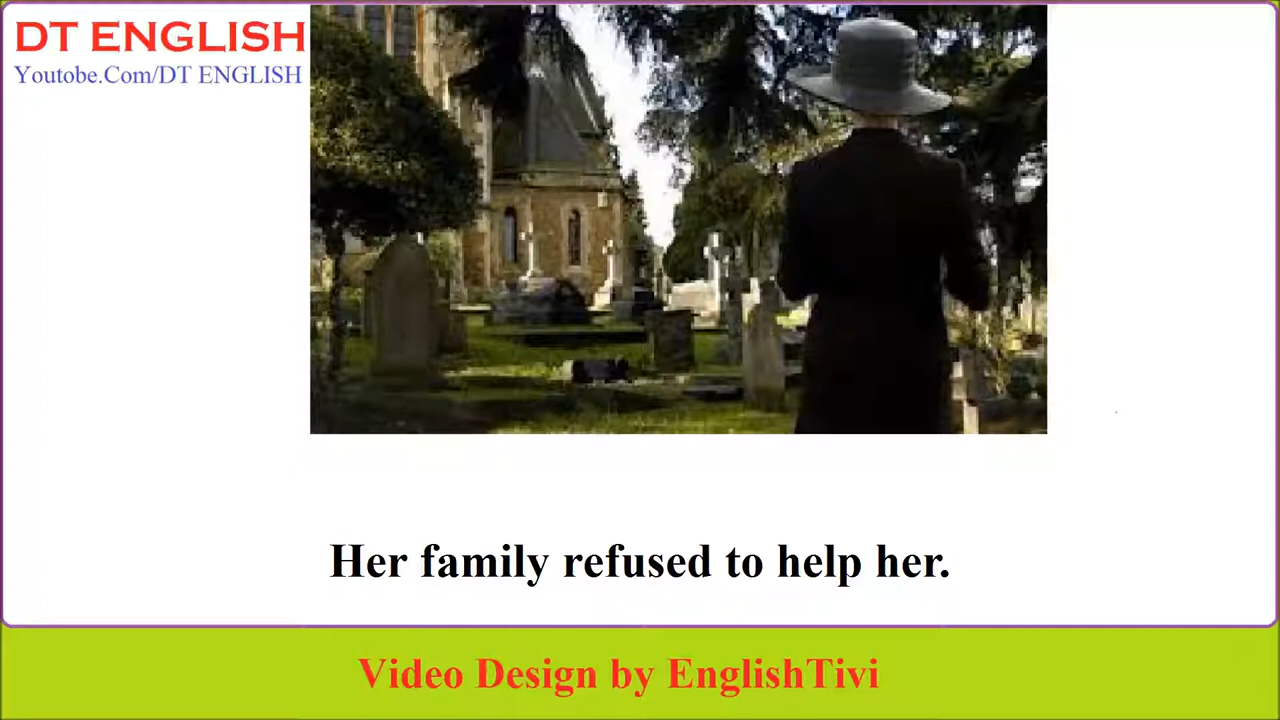 DT ENGLISH
Youtobe.Com/DT ENGLISH
Her family refused to help her.
Video Design by EnglishTivi